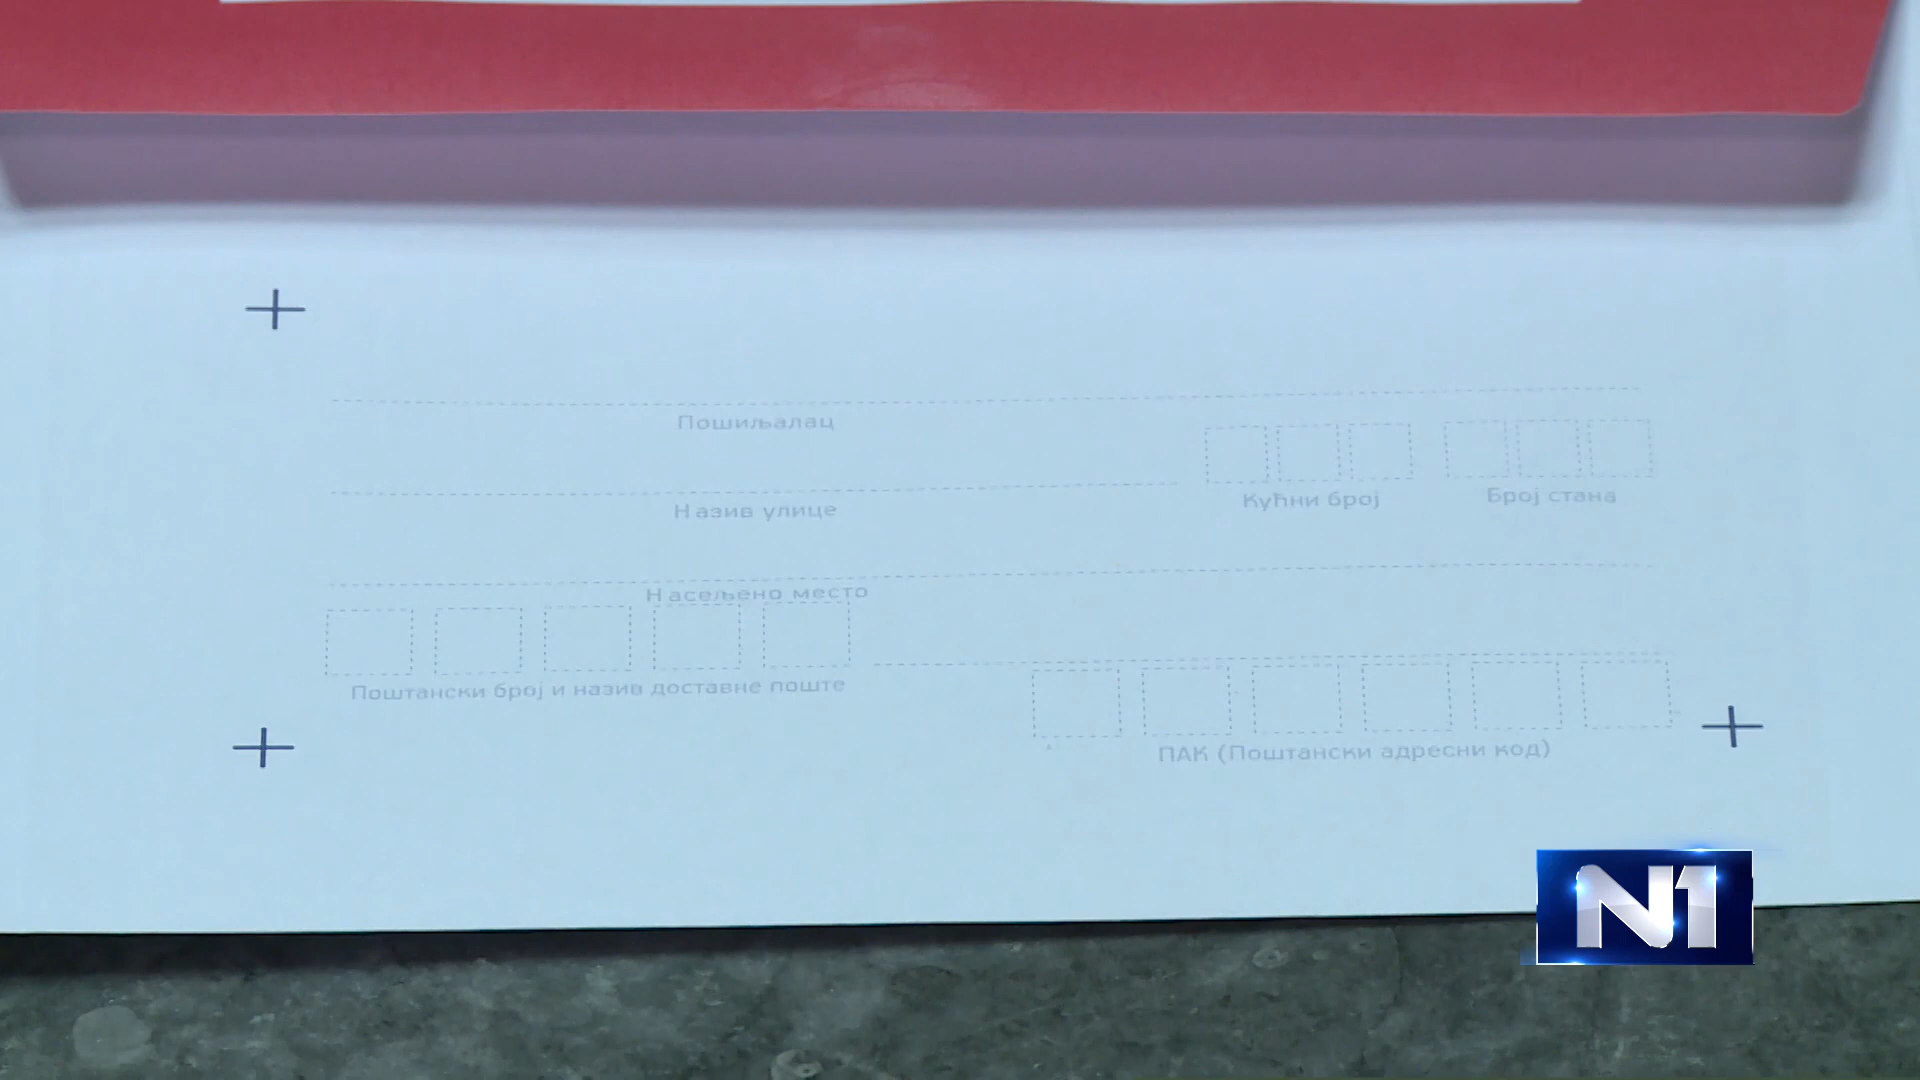 Пошиљалац
Назив улице
Кућни број
Број стана
Насељено место
Поштански број и назив доставне поште
ПАК (Поштански адресни код)
N1